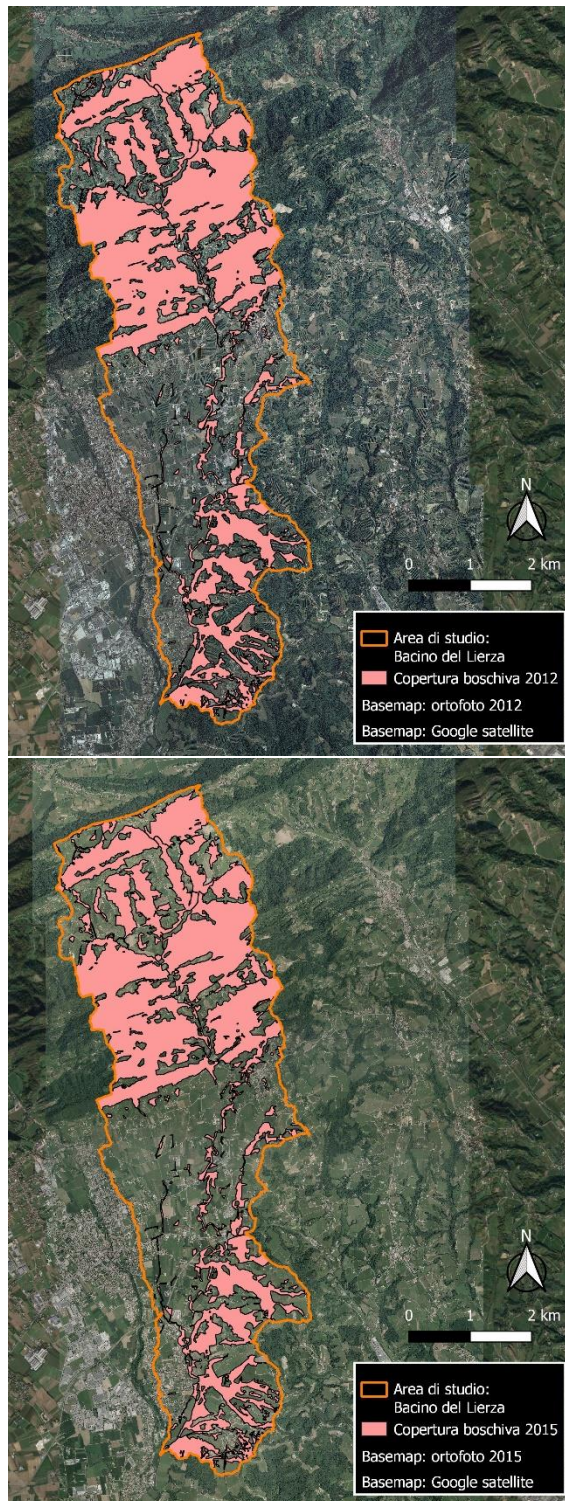 N
0 1 2 km
Area di studio:
Bacino del Lierza
Copertura boschiva 2012
Basemap: ortofoto 2012
Basemap: Google satellite
N
0 1 2 km
Area di studio:
Bacino del Lierza
Copertura boschiva 2015
Basemap: ortofoto 2015
Basemap: Google satellite